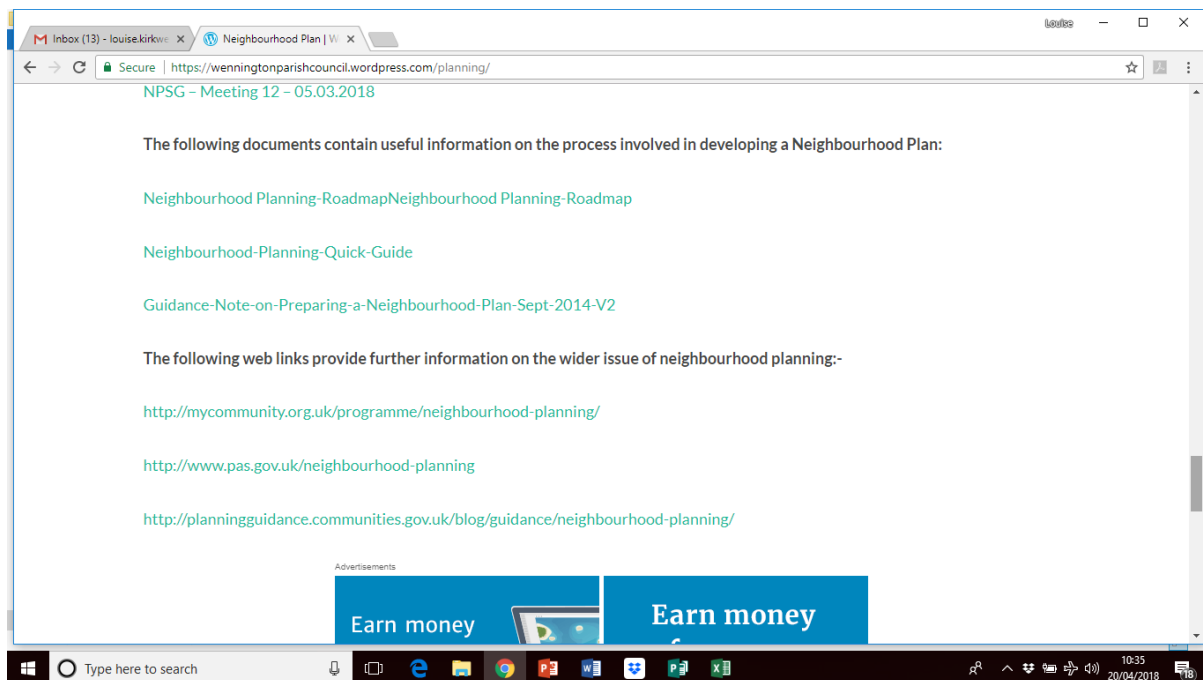 Louise
Inbox (13) - louise.kirkwe
Neighbourhood Plan | W
Secure
https://wenningtonparishcouncil.wordpress.com/planning/
NPSG – Meeting 12 – 05.03.2018
The following documents contain useful information on the process involved in developing a Neighbourhood Plan:
Neighbourhood Planning-RoadmapNeighbourhood Planning-Roadmap
Neighbourhood-Planning-Quick-Guide
Guidance-Note-on-Preparing-a-Neighbourhood-Plan-Sept-2014-V2
The following web links provide further information on the wider issue of neighbourhood planning:-
http://mycommunity.org.uk/programme/neighbourhood-planning/
http://www.pas.gov.uk/neighbourhood-planning
http://planningguidance.communities.gov.uk/blog/guidance/neighbourhood-planning/
Advertisements
Earn money
Earn money
Type here to search
10:35
20/04/2018
18